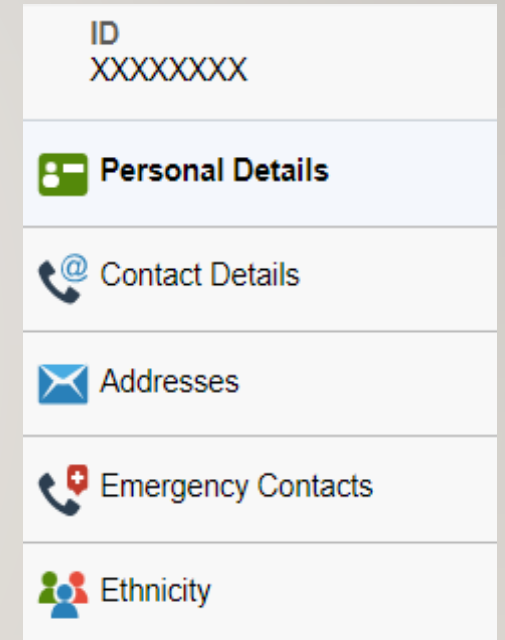 ID
XXXXXXXX
Personal Details
Contact Details
Addresses
Emergency Contacts
Ethnicity